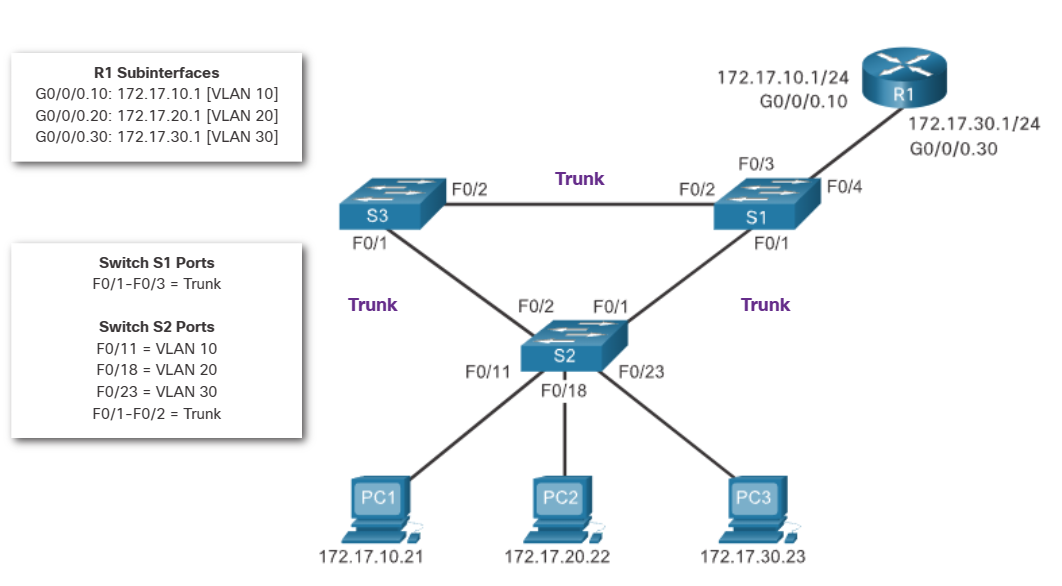 R1 Subinterfaces
G0/0/0.10: 172.17.10.1 [VLAN 10]
G0/0/0.20: 172.17.20.1 [VLAN 20]
G0/0/0.30: 172.17.30.1 [VLAN 30]
172.17.10.1/24
G0/0/0.10
R1
172.17.30.1/24
G0/0/0.30
F0/3
Trunk
F0/2
F0/2
F0/4
S3
S1
F0/1
F0/1
Switch S1 Ports
F0/1-F0/3 = Trunk
Switch S2 Ports
F0/11 = VLAN 10
F0/18 = VLAN 20
F0/23 = VLAN 30
F0/1-F0/2 = Trunk
Trunk
F0/2
F0/1
Trunk
S2
F0/11
F0/18
F0/23
PC1
PC2
PC3
172.17.10.21
172.17.20.22
172.17.30.23